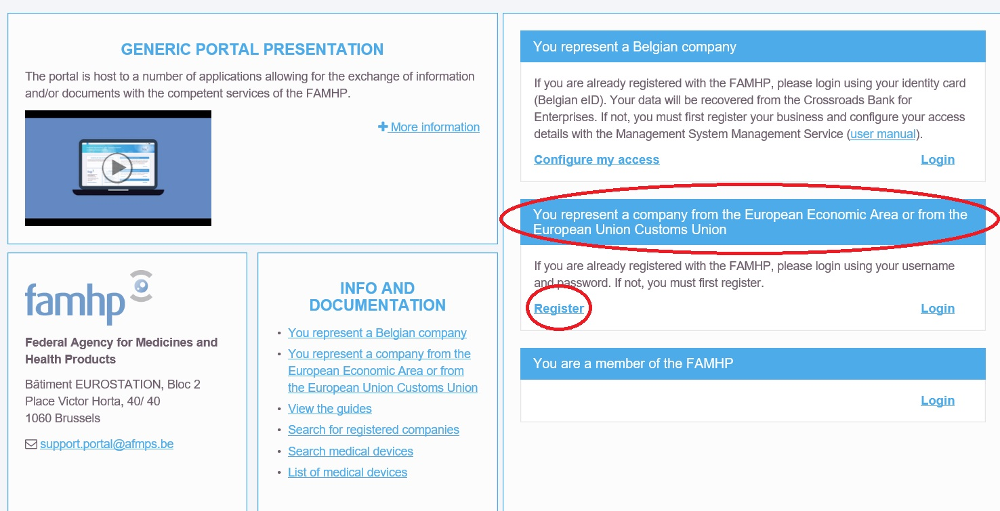 GENERIC PORTAL PRESENTATION
The portal is host to a number of applications allowing for the exchange of information
and/or documents with the competent services of the FAMHP.
More information
famhp
Federal Agency for Medicines and
Health Products
Bâtiment EUROSTATION, Bloc 2
Place Victor Horta, 40/ 40
1060 Brussels
support.portal@afmps.be
INFO AND
DOCUMENTATION
• You represent a Belgian company
• You represent a company from the
European Economic Area or from
the European Union Customs Union
• View the guides
• Search for registered companies
• Search medical devices
• List of medical devices
You represent a Belgian company
If you are already registered with the FAMHP, please login using your identity card
(Belgian eID). Your data will be recovered from the Crossroads Bank for
Enterprises. If not, you must first register your business and configure your access
details with the Management System Management Service (user manual).
Configure my access Login
You represent a company from the European Economic Area or from the
European Union Customs Union
If you are already registered with the FAMHP, please login using your username
and password. If not, you must first register.
Register Login
You are a member of the FAMHP
Login